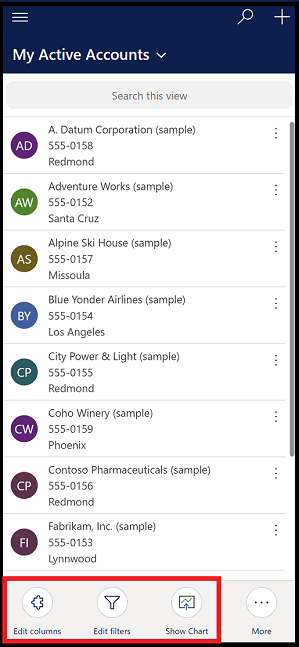 My Active Accounts
Search this view
AD
A. Datum Corporation (sample)
555-0158
Redmond
AW
Adventure Works (sample)
555-0152
Santa Cruz
AS
Alpine Ski House (sample)
555-0157
Missoula
BY
Blue Yonder Airlines (sample)
555-0154
Los Angeles
CP
City Power & Light (sample)
555-0155
Redmond
CW
Coho Winery (sample)
555-0159
Phoenix
CP
Contoso Pharmaceuticals (sample)
555-0156
Redmond
FI
Fabrikam, Inc. (sample)
555-0153
Lynnwood
Edit columns
Edit filters
Show Chart
More